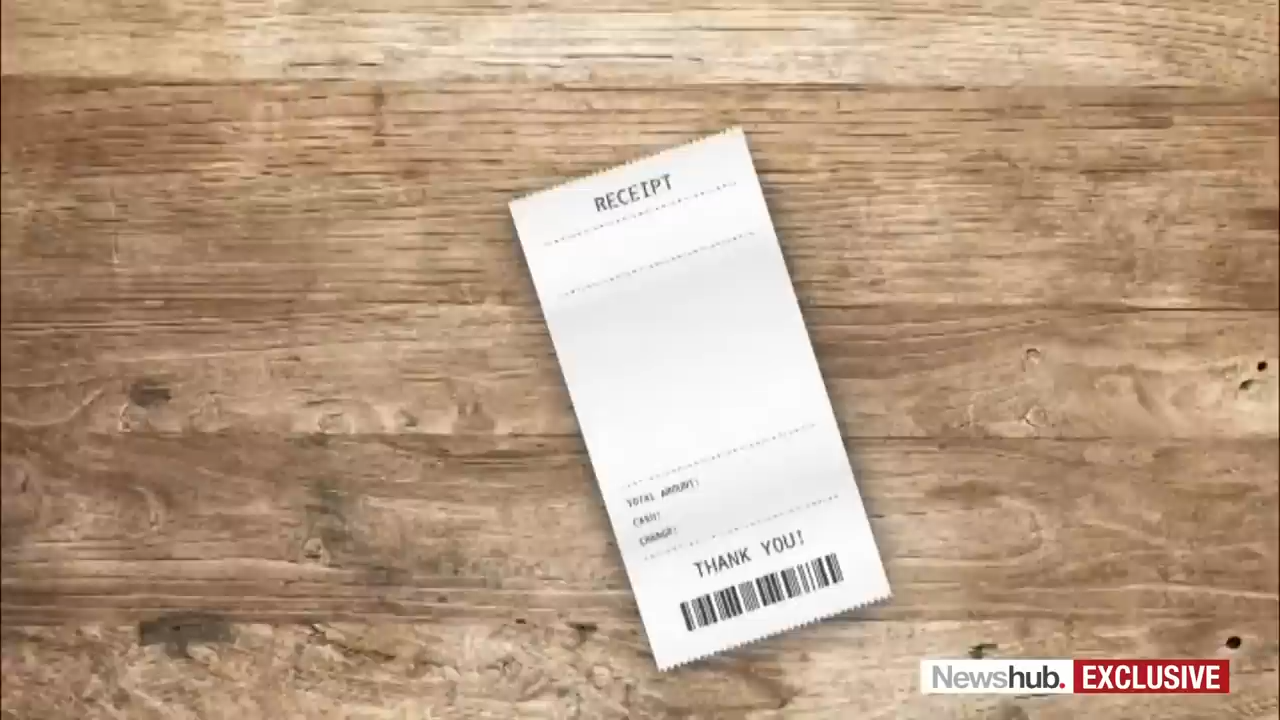 RECEIPT
TOTAL AMOUNT:
CASH:
CHANGE:
THANK YOU!
Newshub. EXCLUSIVE